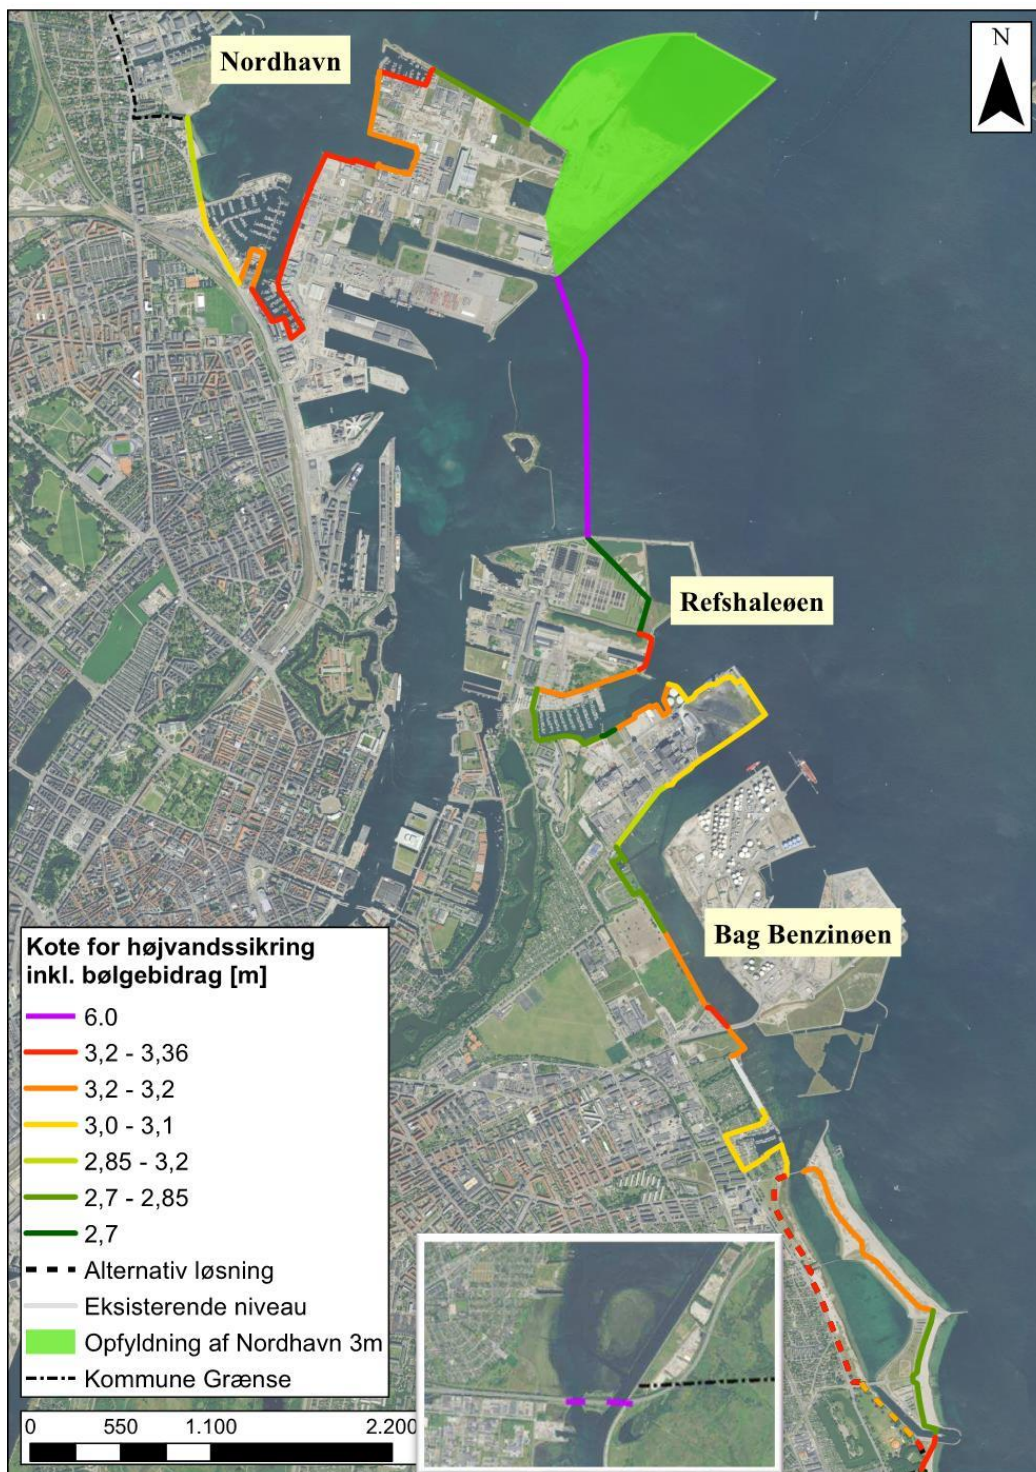 Nordhavn
N
Refshaleøen
Bag Benzinøen
Kote for højvandssikring
inkl. bølgebidrag [m]
6.0
3,2 - 3,36
3,2 - 3,2
3,0 - 3,1
2,85 - 3,2
2,7 - 2,85
2,7
Alternativ løsning
Eksisterende niveau
Opfyldning af Nordhavn 3m
Kommune Grænse
0 550 1.100 2.200